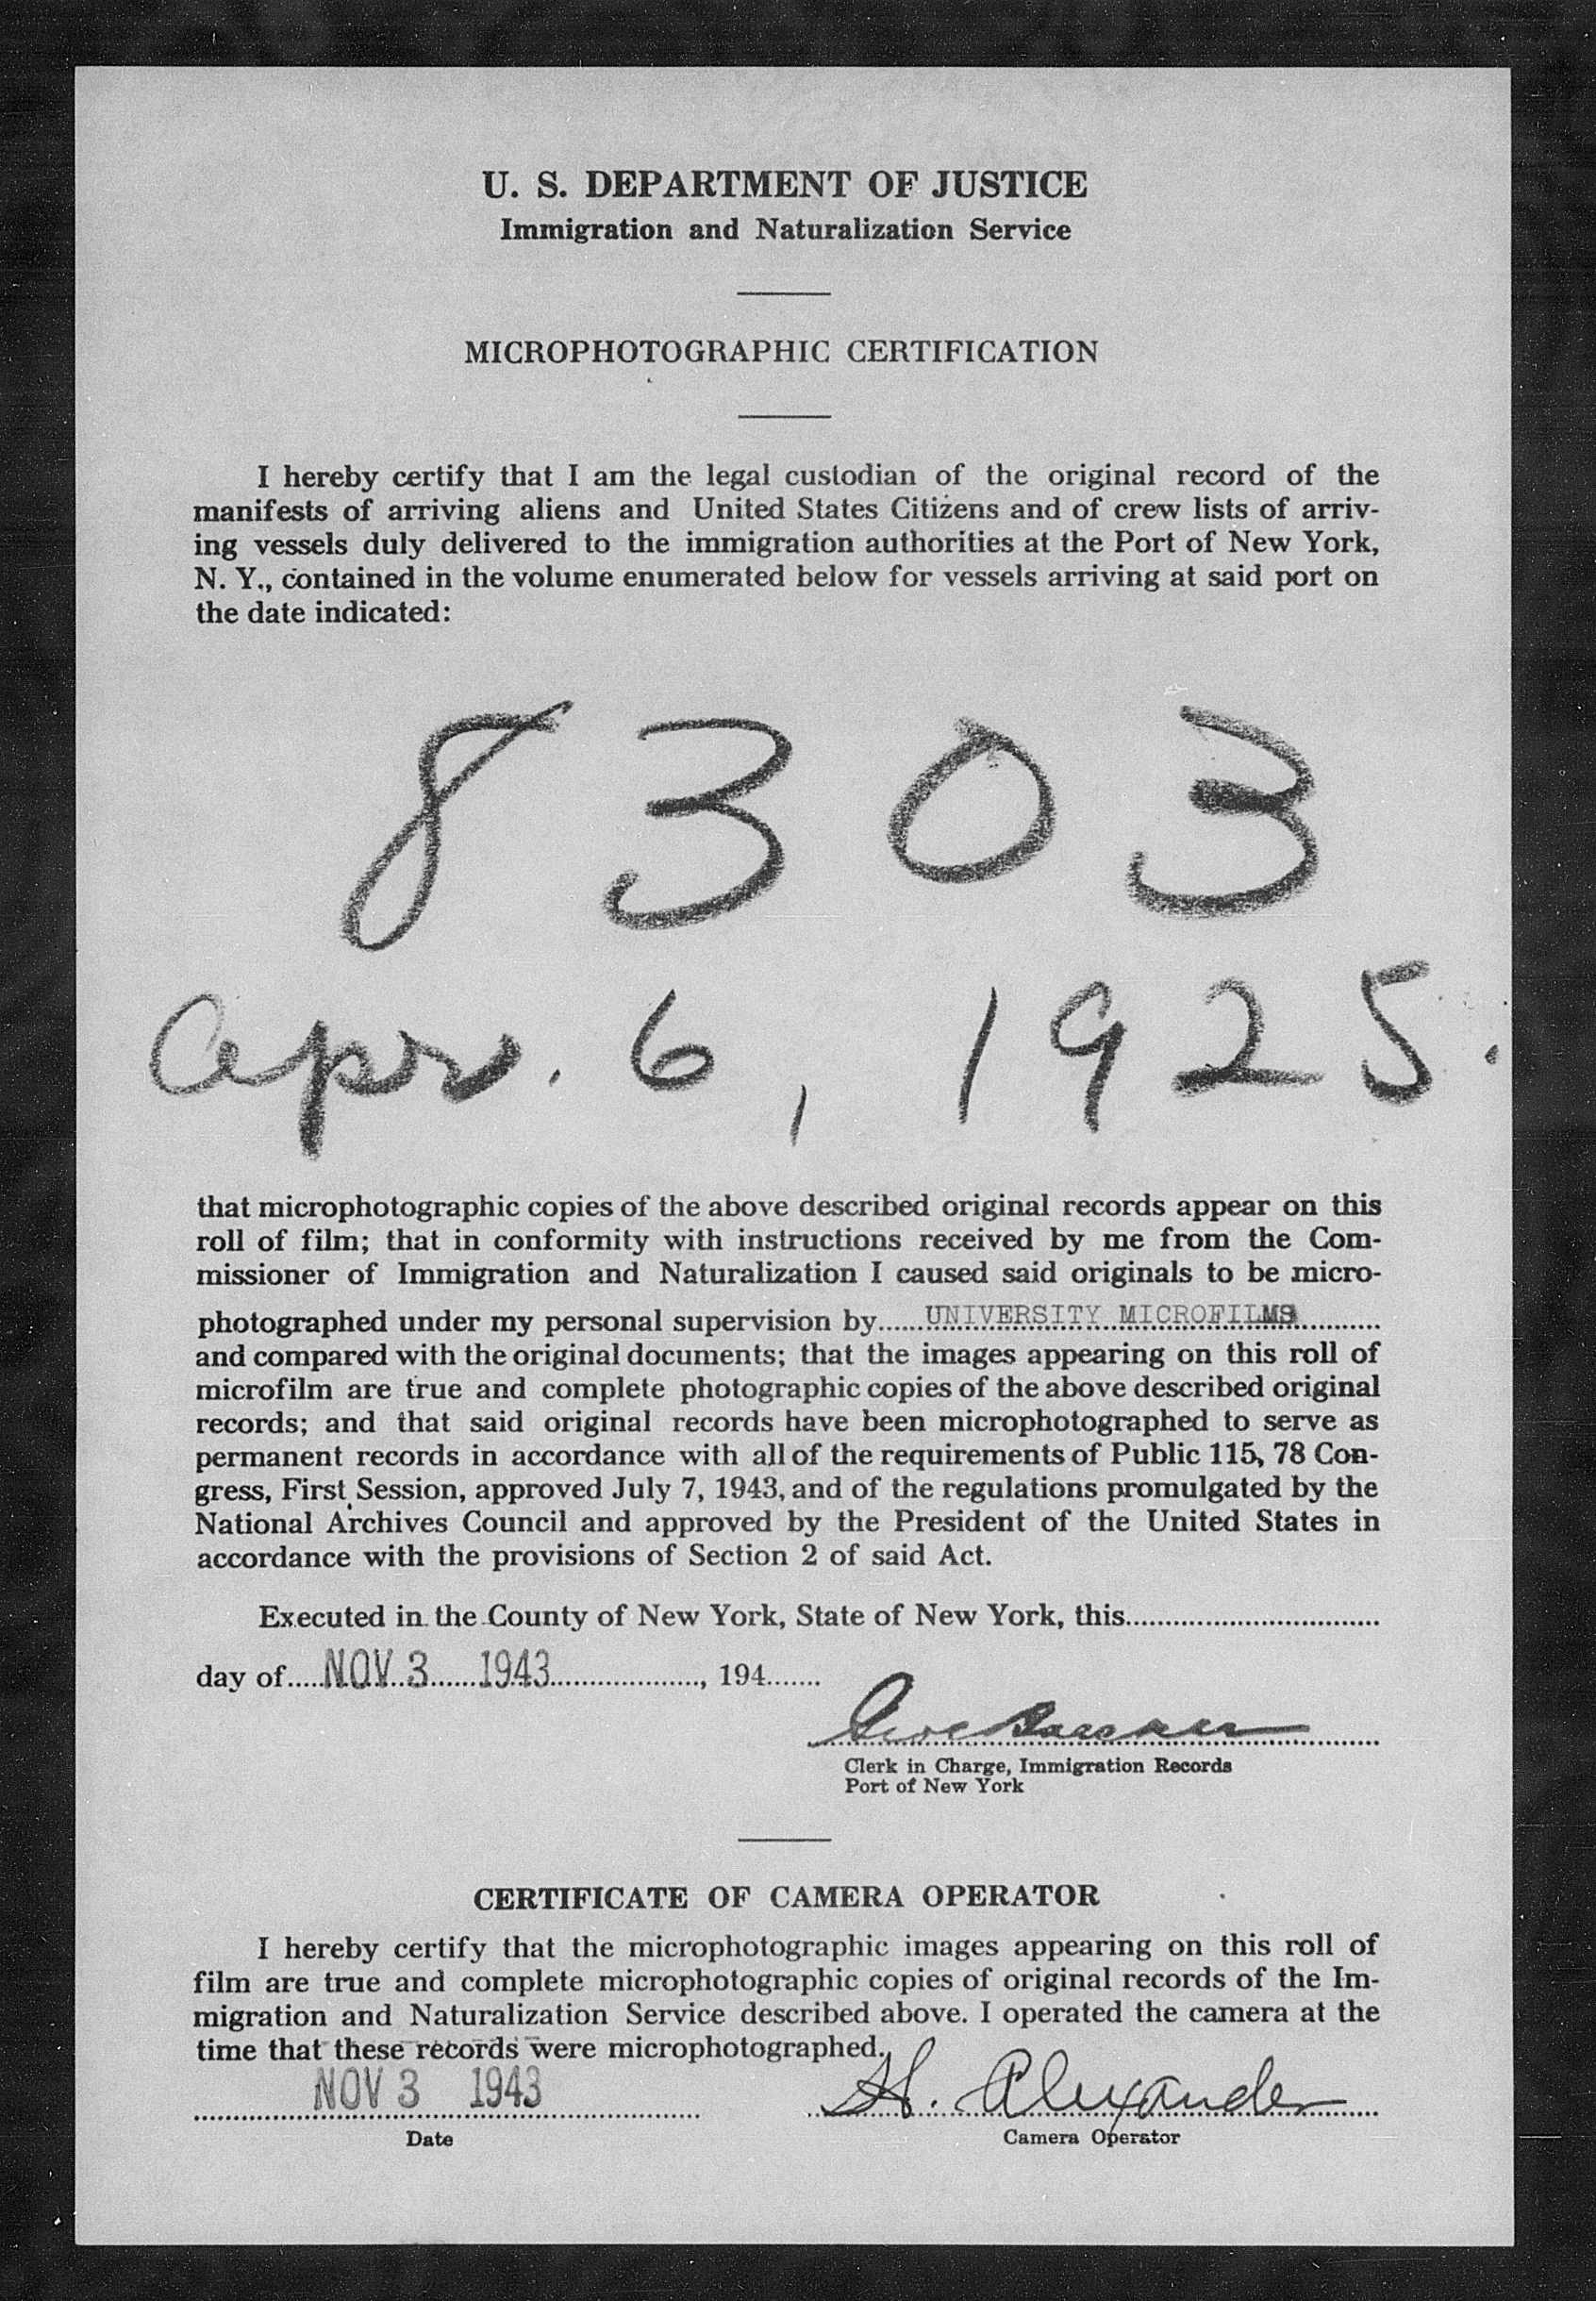 U. S. DEPARTMENT OF JUSTICE
Immigration and Naturalization Service
MICROPHOTOGRAPHIC CERTIFICATION
I hereby certify that I am the legal custodian of the original record of the
manifests of arriving aliens and United States Citizens and of crew lists of arriv-
ing vessels duly delivered to the immigration authorities at the Port of New York,
N. Y., contained in the volume enumerated below for vessels arriving at said port on
the date indicated:
8303
Apr. 6, 1925.
that microphotographic copies of the above described original records appear on this
roll of film; that in conformity with instructions received by me from the Com-
missioner of Immigration and Naturalization I caused said originals to be micro-
photographed under my personal supervision by......UNIVERSITY MICROFILMS............
and compared with the original documents; that the images appearing on this roll of
microfilm are true and complete photographic copies of the above described original
records; and that said original records have been microphotographed to serve as
permanent records in accordance with all of the requirements of Public 115, 78 Con-
gress, First Session, approved July 7, 1943, and of the regulations promulgated by the
National Archives Council and approved by the President of the United States in
accordance with the provisions of Section 2 of said Act.
Executed in the County of New York, State of New York, this................................
day of.....NOV 3 1943..................., 194.......
Clerk in Charge, Immigration Records
Port of New York
CERTIFICATE OF CAMERA OPERATOR
I hereby certify that the microphotographic images appearing on this roll of
film are true and complete microphotographic copies of original records of the Im-
migration and Naturalization Service described above. I operated the camera at the
time that these records were microphotographed.
NOV 3 1943 H. Alexander
Date Camera Operator